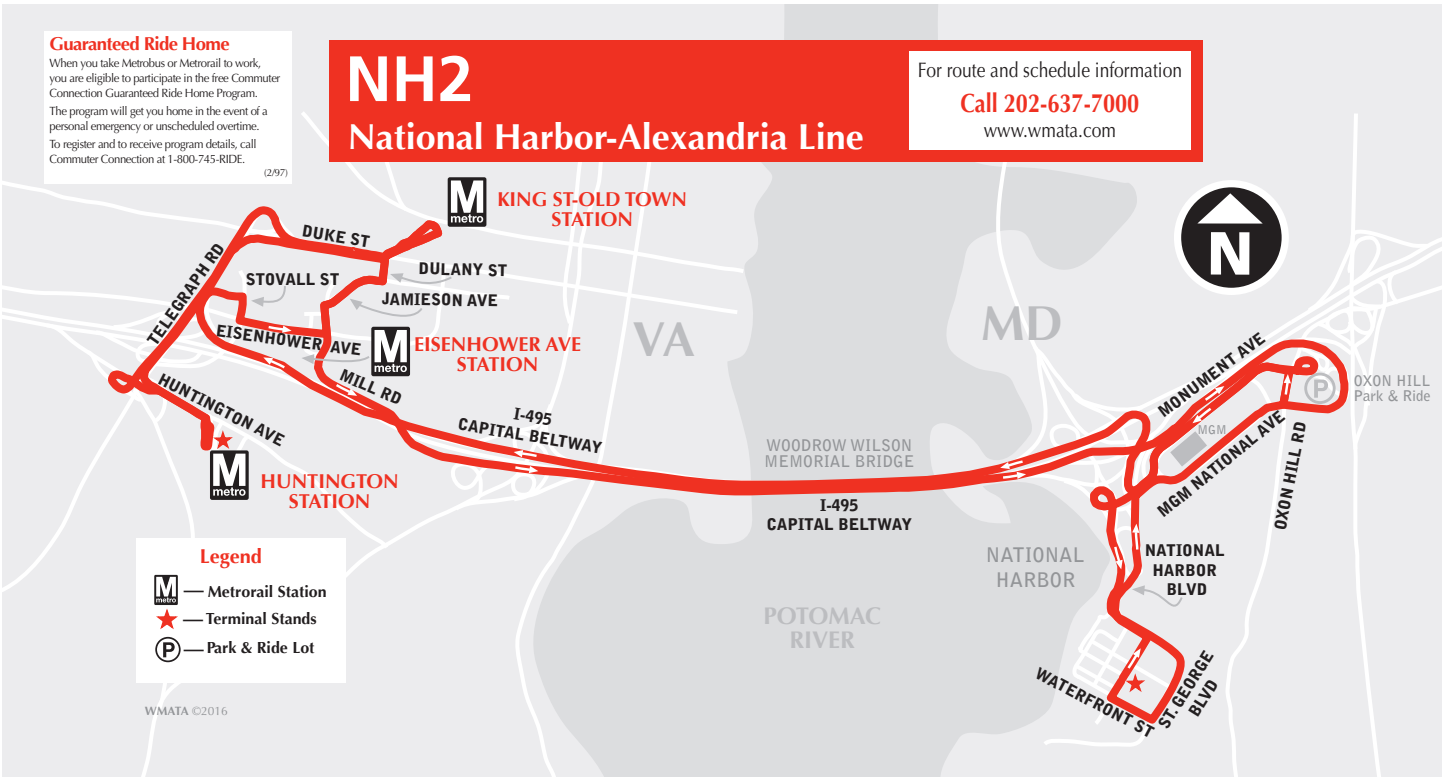 Guaranteed Ride Home
When you take Metrobus or Metrorail to work,
you are eligible to participate in the free Commuter
Connection Guaranteed Ride Home Program.
The program will get you home in the event of a
personal emergency or unscheduled overtime.
To register and to receive program details, call
Commuter Connection at 1-800-745-RIDE.
(2/97)
NH2
National Harbor-Alexandria Line
For route and schedule information
Call 202-637-7000
www.wmata.com
M
metro
KING ST-OLD TOWN
STATION
N
DUKE ST
TELEGRAPH RD
STOVALL ST
DULANY ST
JAMIESON AVE
EISENHOWER AVE
M
metro
EISENHOWER AVE
STATION
VA
MD
MILL RD
HUNTINGTON AVE
M
metro
HUNTINGTON
STATION
I-495
CAPITAL BELTWAY
WOODROW WILSON
MEMORIAL BRIDGE
I-495
CAPITAL BELTWAY
MONUMENT AVE
P
OXON HILL
Park & Ride
MGM
MGM NATIONAL AVE
OXON HILL RD
NATIONAL
HARBOR
NATIONAL
HARBOR
BLVD
POTOMAC
RIVER
WATERFRONT ST
ST. GEORGE
BLVD
Legend
M
metro
— Metrorail Station
— Terminal Stands
P — Park & Ride Lot
WMATA ©2016